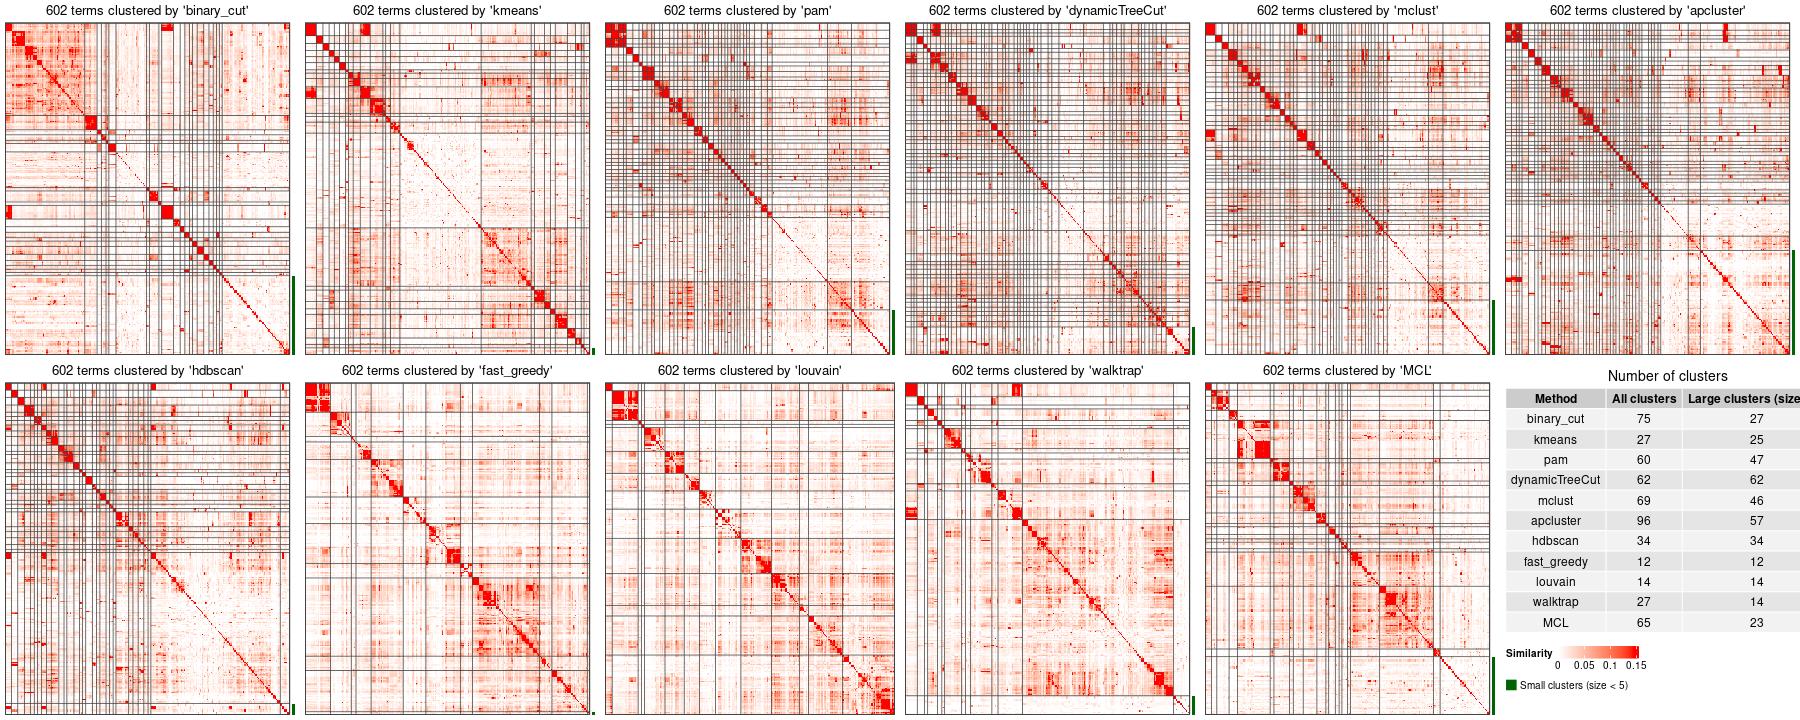 602 terms clustered by 'binary_cut'
602 terms clustered by 'kmeans'
602 terms clustered by 'pam'
602 terms clustered by 'dynamicTreeCut'
602 terms clustered by 'mclust'
602 terms clustered by 'apcluster'
602 terms clustered by 'hdbscan'
602 terms clustered by 'fast_greedy'
602 terms clustered by 'louvain'
602 terms clustered by 'walktrap'
602 terms clustered by 'MCL'
Number of clusters
Method All clusters Large clusters (size
binary_cut 75 27
kmeans 27 25
pam 60 47
dynamicTreeCut 62 62
mclust 69 46
apcluster 96 57
hdbscan 34 34
fast_greedy 12 12
louvain 14 14
walktrap 27 14
MCL 65 23
Similarity
0 0.05 0.1 0.15
Small clusters (size < 5)